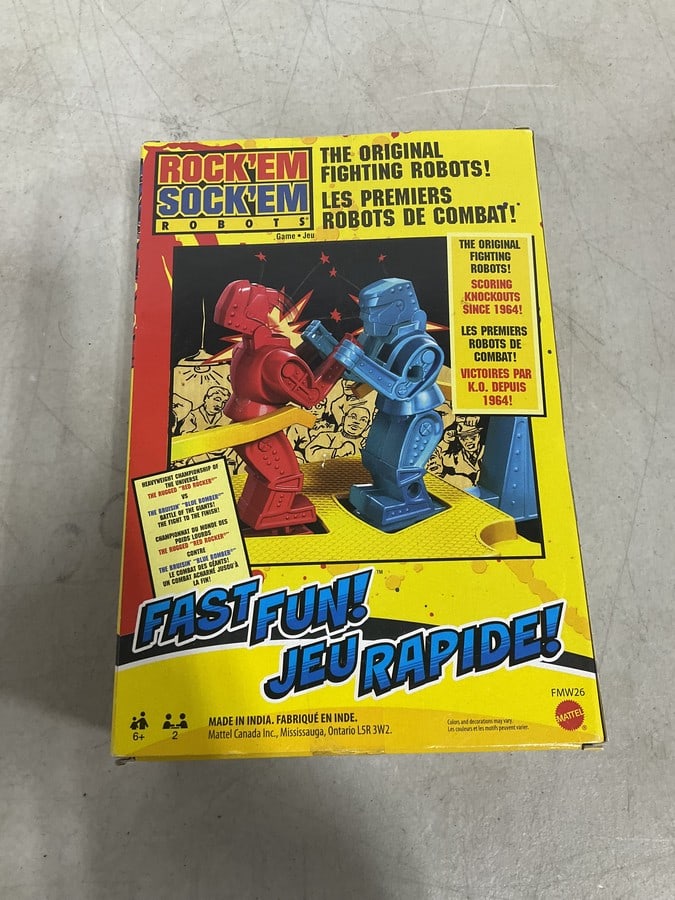 ROCK'EM
SOCK'EM
ROBOTS
Game • Jeu
THE ORIGINAL
FIGHTING ROBOTS!
LES PREMIERS
ROBOTS DE COMBAT!
THE ORIGINAL
FIGHTING
ROBOTS!
SCORING
KNOCKOUTS
SINCE 1964!
LES PREMIERS
ROBOTS DE
COMBAT!
VICTOIRES PAR
K.O. DEPUIS
1964!
HEAVYWEIGHT CHAMPIONSHIP OF
THE UNIVERSE
THE RUGGED "RED ROCKER"™
VS
THE BRUISIN' "BLUE BOMBER"™
BATTLE OF THE GIANTS!
THE FIGHT TO THE FINISH!
CHAMPIONNAT DU MONDE DES
POIDS LOURDS
THE RUGGED "RED ROCKER"™
CONTRE
THE BRUISIN' "BLUE BOMBER"™
LE COMBAT DES GÉANTS!
UN COMBAT ACHARNÉ JUSQU'À
LA FIN!
FAST FUN!™
JEU RAPIDE!
FMW26
MATTEL®
6+
2
MADE IN INDIA. FABRIQUÉ EN INDE.
Mattel Canada Inc., Mississauga, Ontario L5R 3W2.
Colors and decorations may vary.
Les couleurs et les motifs peuvent varier.